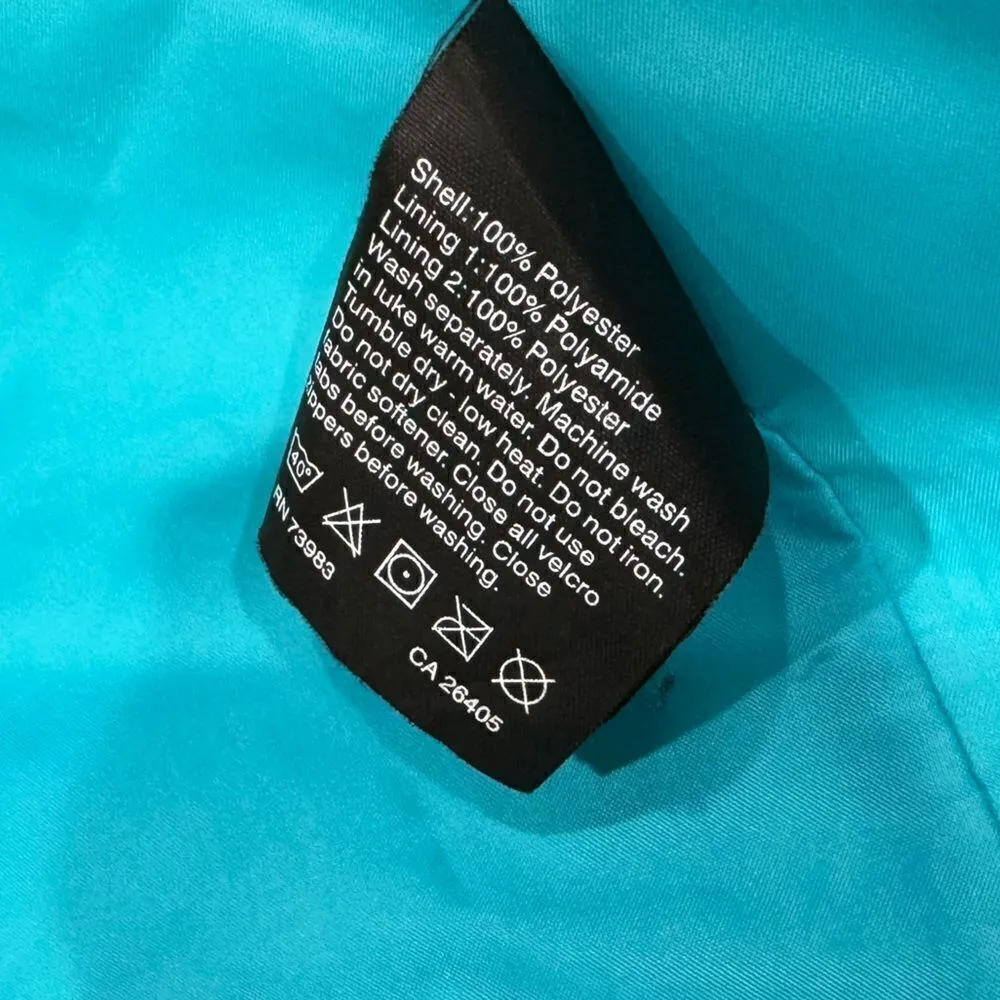 Shell:100% Polyester
Lining 1:100% Polyamide
Lining 2:100% Polyester
Wash separately. Machine wash
in luke warm water. Do not bleach.
Tumble dry - low heat. Do not iron.
Do not dry clean. Do not use
fabric softener. Close all velcro
tabs before washing. Close
zippers before washing.
40°
RN 73983
CA 26405